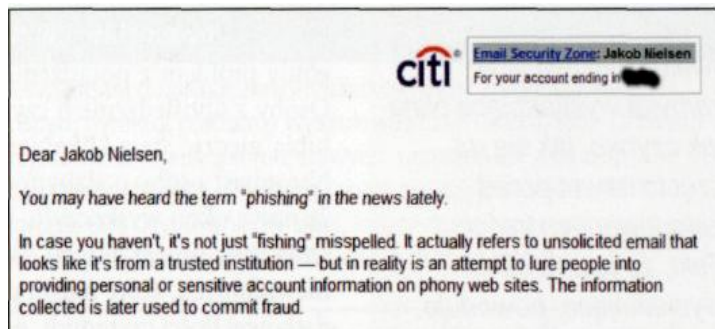 citi®
Email Security Zone: Jakob Nielsen
For your account ending in
Dear Jakob Nielsen,
You may have heard the term "phishing" in the news lately.
In case you haven't, it's not just "fishing" misspelled. It actually refers to unsolicited email that
looks like it's from a trusted institution — but in reality is an attempt to lure people into
providing personal or sensitive account information on phony web sites. The information
collected is later used to commit fraud.